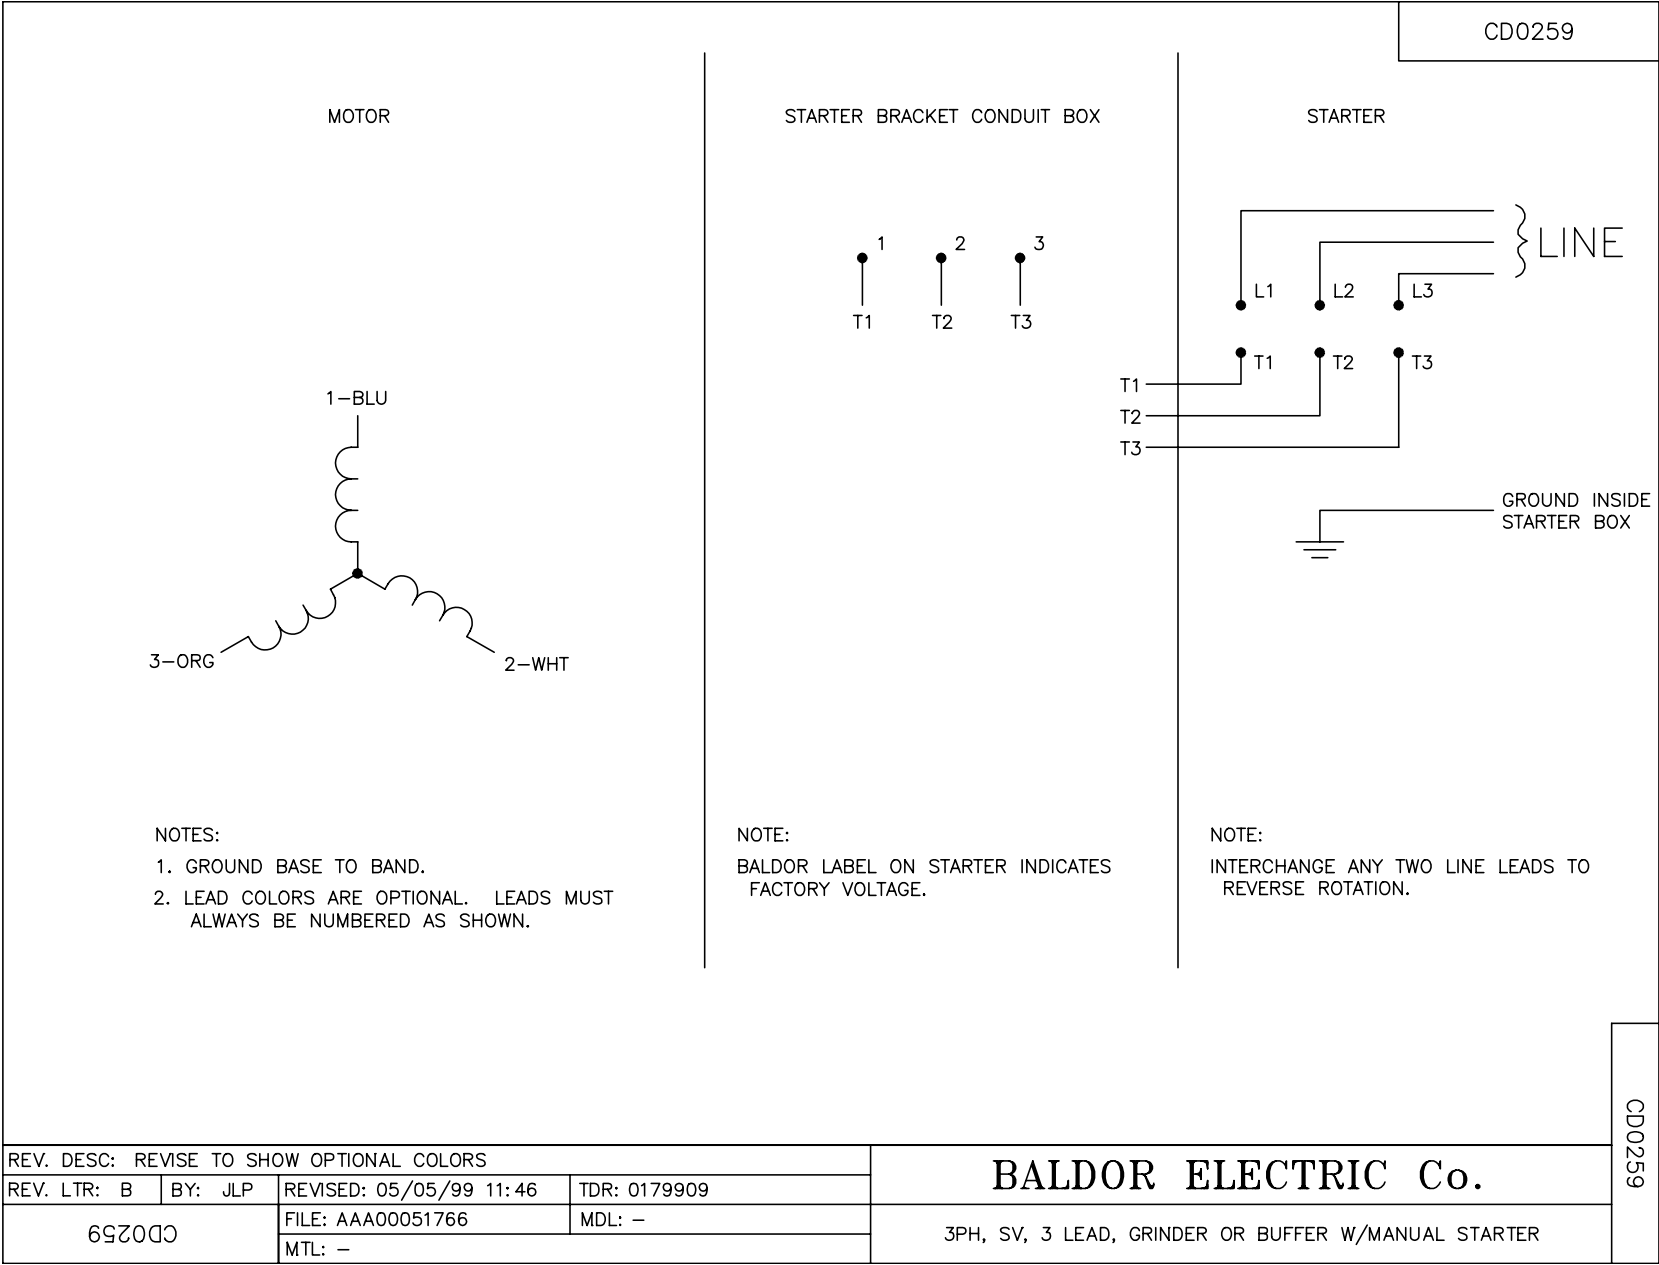 CD0259
MOTOR
STARTER BRACKET CONDUIT BOX
STARTER
1 2 3
T1 T2 T3
LINE
L1 L2 L3
T1 T2 T3
T1
T2
T3
GROUND INSIDE
STARTER BOX
1-BLU
3-ORG
2-WHT
NOTES:
1. GROUND BASE TO BAND.
2. LEAD COLORS ARE OPTIONAL. LEADS MUST
ALWAYS BE NUMBERED AS SHOWN.
NOTE:
BALDOR LABEL ON STARTER INDICATES
FACTORY VOLTAGE.
NOTE:
INTERCHANGE ANY TWO LINE LEADS TO
REVERSE ROTATION.
CD0259
REV. DESC: REVISE TO SHOW OPTIONAL COLORS
REV. LTR: B BY: JLP REVISED: 05/05/99 11:46 TDR: 0179909
CD0259
FILE: AAA00051766 MDL: -
MTL: -
BALDOR ELECTRIC Co.
3PH, SV, 3 LEAD, GRINDER OR BUFFER W/MANUAL STARTER